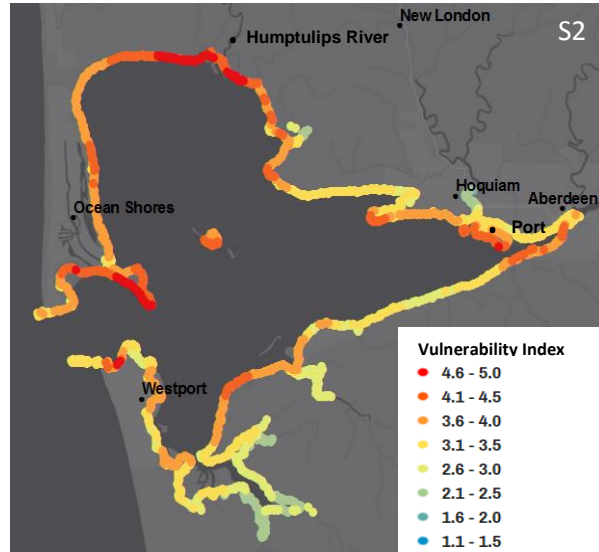 New London
S2
Humptulips River
Hoquiam
Aberdeen
Ocean Shores
Port
Westport
Vulnerability Index
4.6 - 5.0
4.1 - 4.5
3.6 - 4.0
3.1 - 3.5
2.6 - 3.0
2.1 - 2.5
1.6 - 2.0
1.1 - 1.5